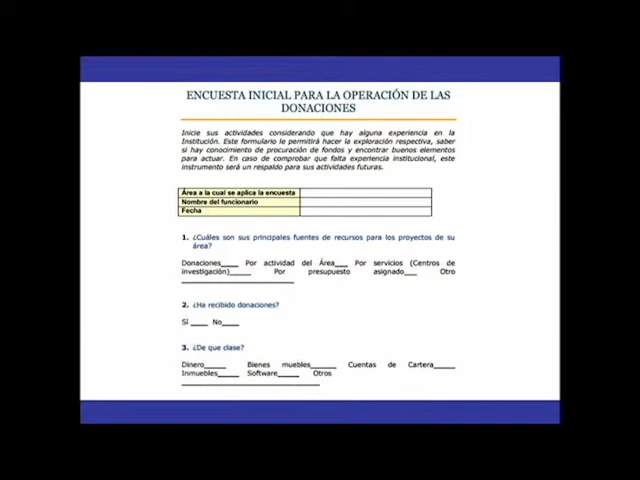 ENCUESTA INICIAL PARA LA OPERACIÓN DE LAS
DONACIONES
Inicie sus actividades considerando que hay alguna experiencia en la
Institución. Este formulario le permitirá hacer la exploración respectiva, saber
si hay conocimiento de procuración de fondos y encontrar buenos elementos
para actuar. En caso de comprobar que falta experiencia institucional, este
instrumento será un respaldo para sus actividades futuras.
Área a la cual se aplica la encuesta
Nombre del funcionario
Fecha
1. ¿Cuáles son sus principales fuentes de recursos para los proyectos de su
área?
Donaciones____ Por actividad del Área___ Por servicios (Centros de
investigación)_____ Por presupuesto asignado___ Otro
2. ¿Ha recibido donaciones?
Sí ____ No____
3. ¿De que clase?
Dinero_____ Bienes muebles______ Cuentas de Cartera_____
Inmuebles_____ Software_____ Otros